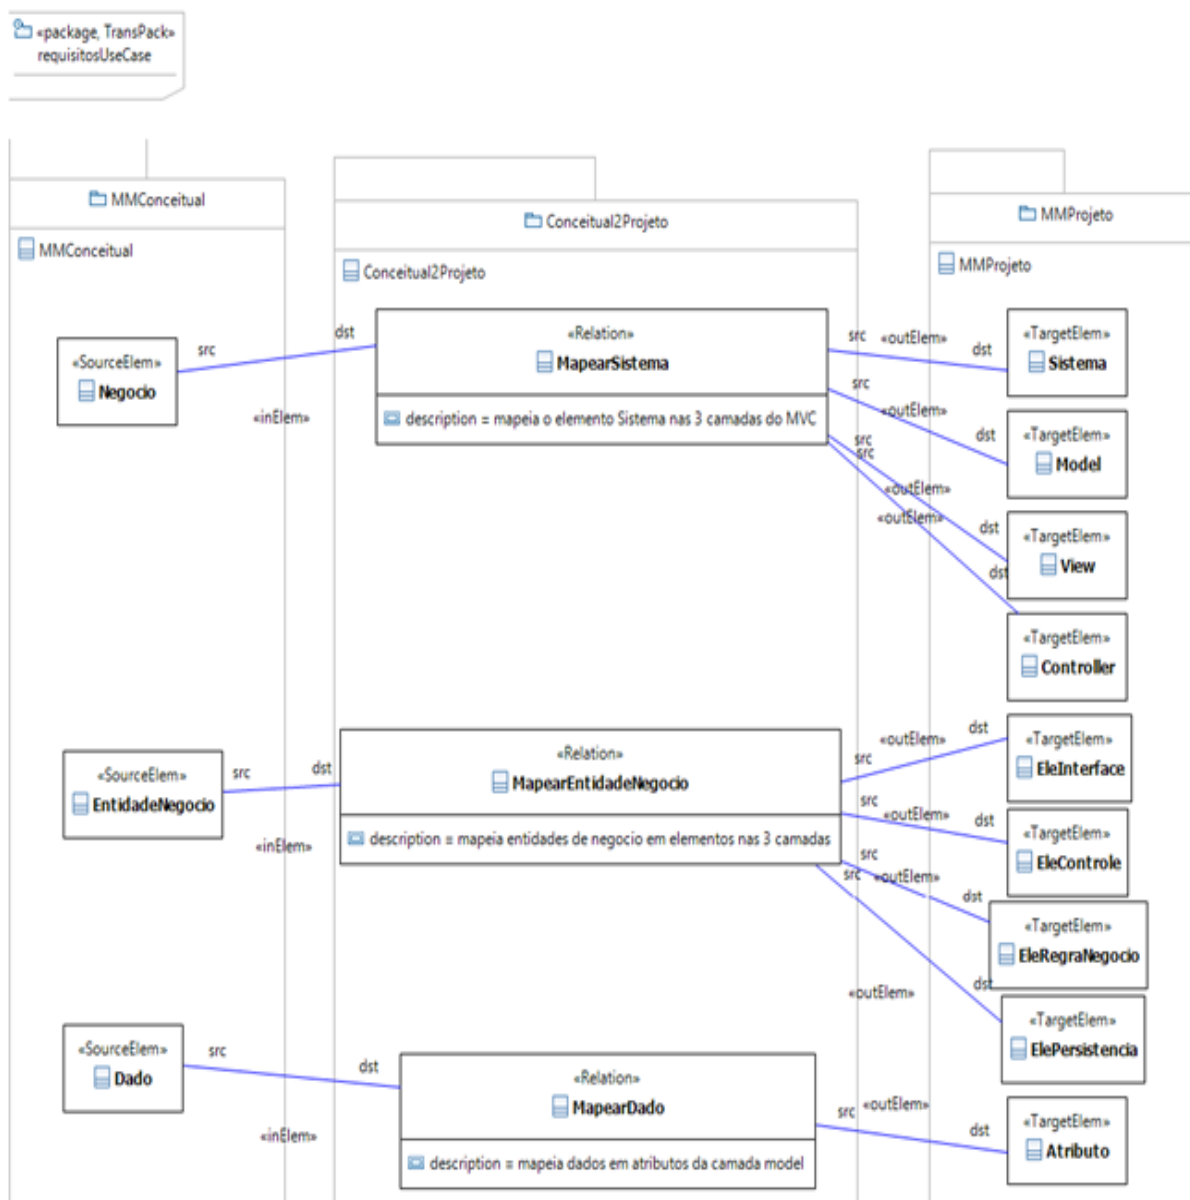 «package, TransPack»
requisitosUseCase
MMConceitual
MMConceitual
«SourceElem»
Negocio
src
dst
«inElem»
«SourceElem»
EntidadeNegocio
src
dst
«inElem»
«SourceElem»
Dado
src
dst
«inElem»
Conceitual2Projeto
Conceitual2Projeto
«Relation»
MapearSistema
description = mapeia o elemento Sistema nas 3 camadas do MVC
src
«outElem»
dst
src
«outElem»
dst
src
src
«outElem»
«outElem»
dst
dst
«Relation»
MapearEntidadeNegocio
description = mapeia entidades de negocio em elementos nas 3 camadas
«outElem»
dst
src
src
«outElem»
dst
src
src
«outElem»
dst
dst
«outElem»
«Relation»
MapearDado
description = mapeia dados em atributos da camada model
src
«outElem»
dst
MMProjeto
MMProjeto
«TargetElem»
Sistema
«TargetElem»
Model
«TargetElem»
View
«TargetElem»
Controller
«TargetElem»
EleInterface
«TargetElem»
EleControle
«TargetElem»
EleRegraNegocio
«TargetElem»
ElePersistencia
«TargetElem»
Atributo